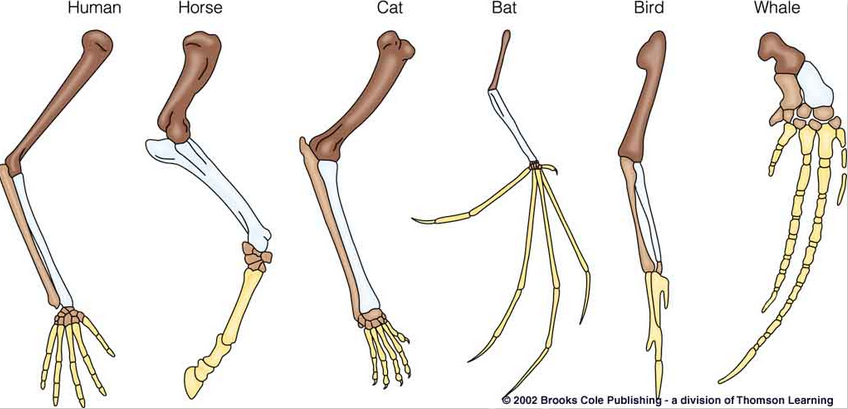 Human Horse Cat Bat Bird Whale
© 2002 Brooks Cole Publishing - a division of Thomson Learning